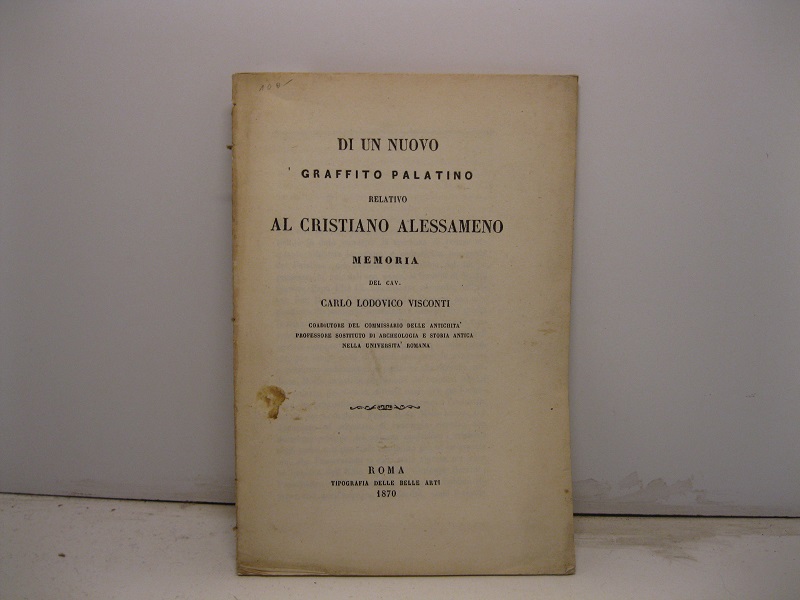 DI UN NUOVO
GRAFFITO PALATINO
RELATIVO
AL CRISTIANO ALESSAMENO
MEMORIA
DEL CAV.
CARLO LODOVICO VISCONTI
COADIUTORE DEL COMMISSARIO DELLE ANTICHITA'
PROFESSORE SOSTITUTO DI ARCHEOLOGIA E STORIA ANTICA
NELLA UNIVERSITA' ROMANA
ROMA
TIPOGRAFIA DELLE BELLE ARTI
1870